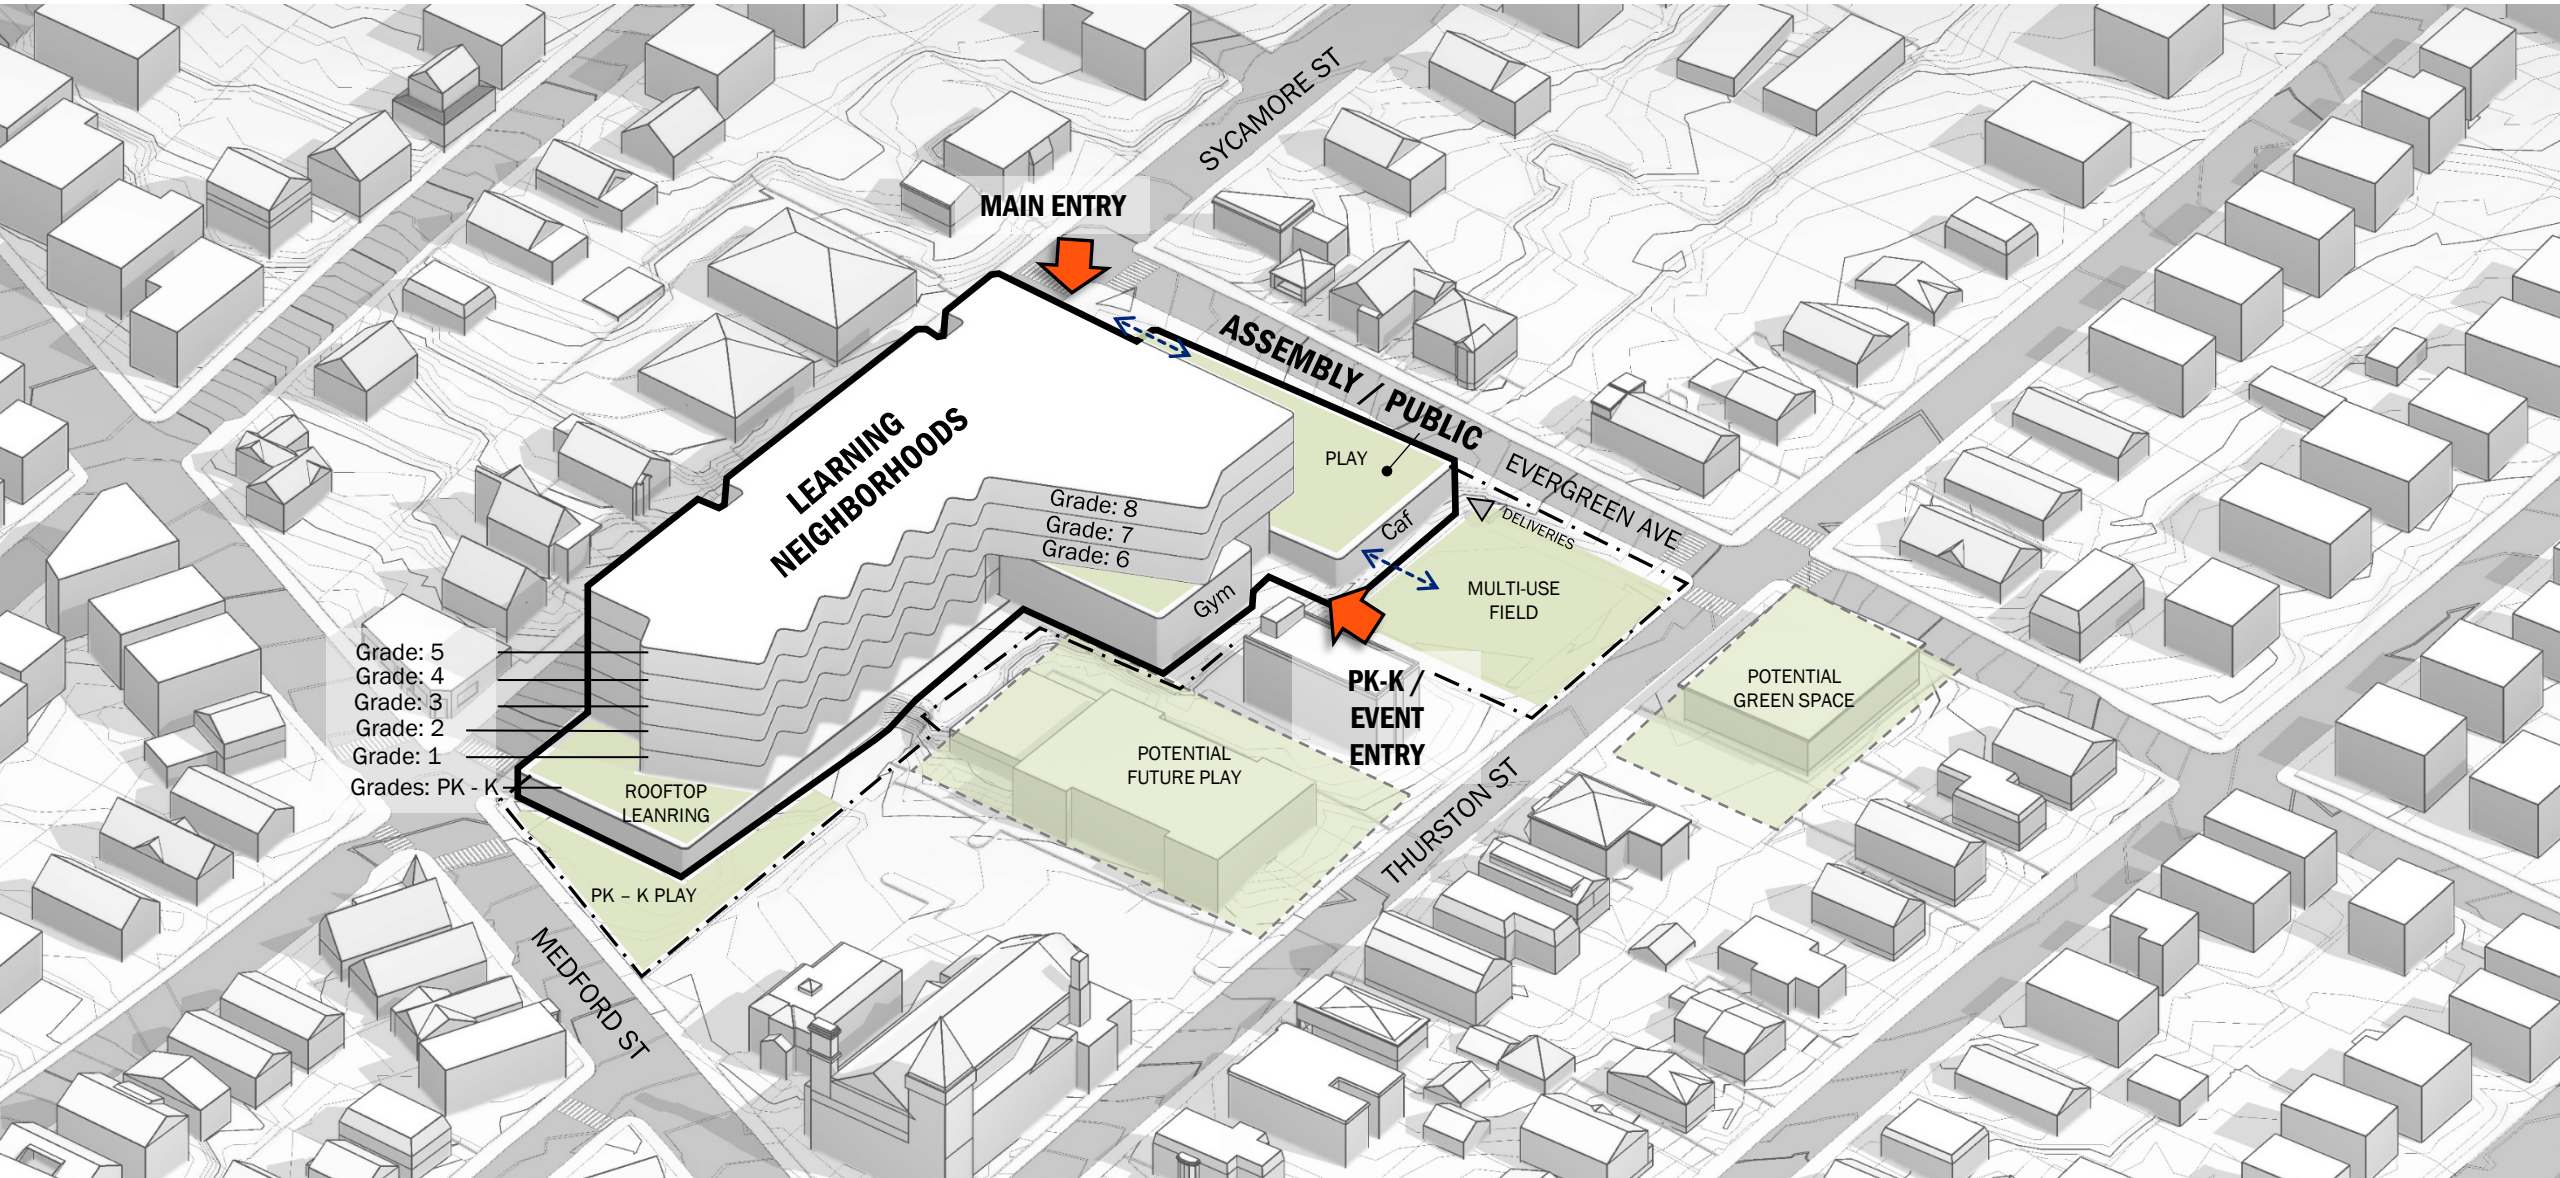 SYCAMORE ST
MAIN ENTRY
ASSEMBLY / PUBLIC
LEARNING
NEIGHBORHOODS
PLAY
EVERGREEN AVE
DELIVERIES
Caf
Grade: 8
Grade: 7
Grade: 6
Gym
MULTI-USE
FIELD
Grade: 5
Grade: 4
Grade: 3
Grade: 2
Grade: 1
Grades: PK - K
ROOFTOP
LEANRING
PK-K /
EVENT
ENTRY
POTENTIAL
GREEN SPACE
POTENTIAL
FUTURE PLAY
THURSTON ST
PK – K PLAY
MEDFORD ST